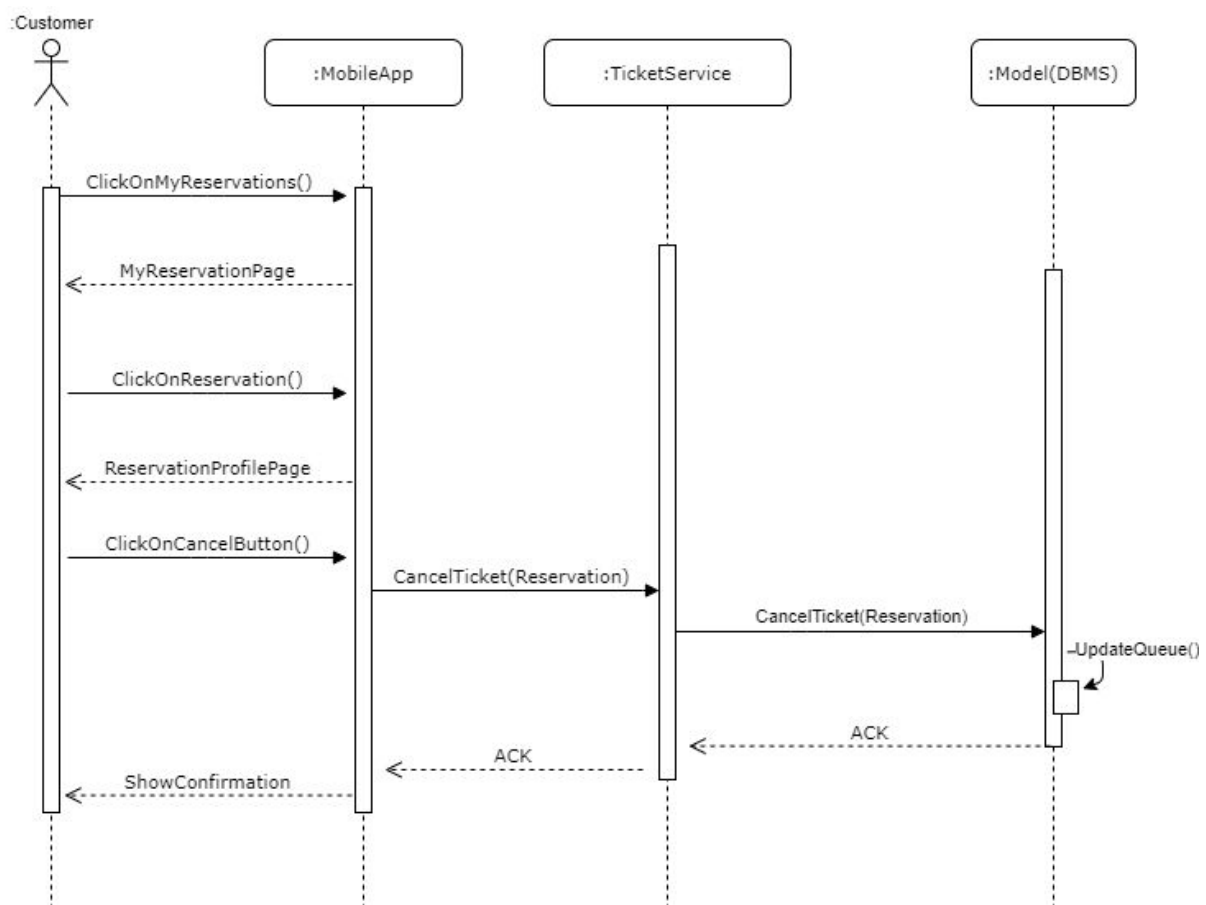 :Customer
:MobileApp
:TicketService
:Model(DBMS)
ClickOnMyReservations()
MyReservationPage
ClickOnReservation()
ReservationProfilePage
ClickOnCancelButton()
CancelTicket(Reservation)
CancelTicket(Reservation)
UpdateQueue()
ACK
ACK
ShowConfirmation